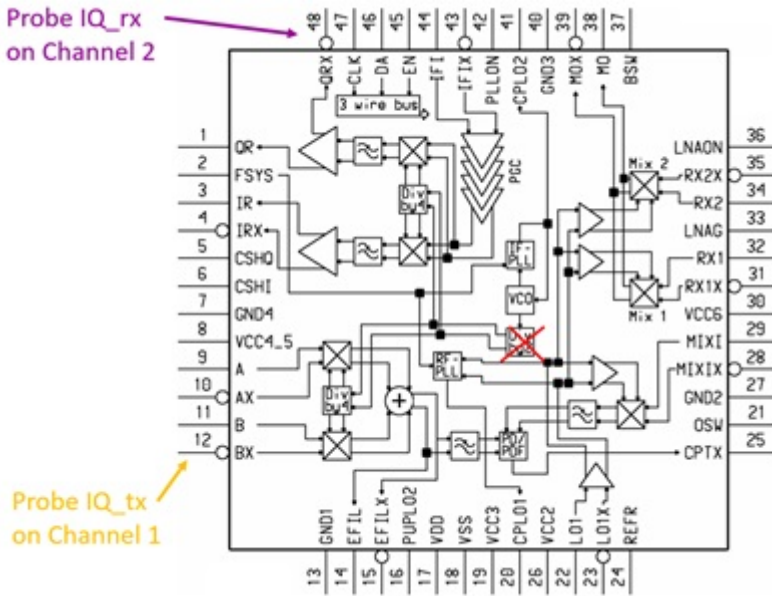 Probe IQ_rx
on Channel 2
48 47 46 45 44 43 42 41 40 39 38 37
QRX CLK DA EN IFI IFIX PLLON CPLO2 GND3 MOX MO BSW
3 wire bus
1 QR
2 FSYS
3 IR
4 IRX
5 CSHQ
6 CSHI
7 GND4
8 VCC4_5
9 A
10 AX
11 B
12 BX
Div
by4
PGC
IF-
PLL
VCO
RF-
PLL
Div
by4
+
PD/
Mix 2
Mix 1
LNAON 36
RX2X 35
RX2 34
LNAG 33
RX1 32
RX1X 31
VCC6 30
MIXI 29
MIXIX 28
GND2 27
OSW 21
CPTX 25
Probe IQ_tx
on Channel 1
GND1 EFIL EFILX PUPLO2 VDD VSS VCC3 CPLO1 VCC2 LO1 LO1X REFR
13 14 15 16 17 18 19 20 26 22 23 24